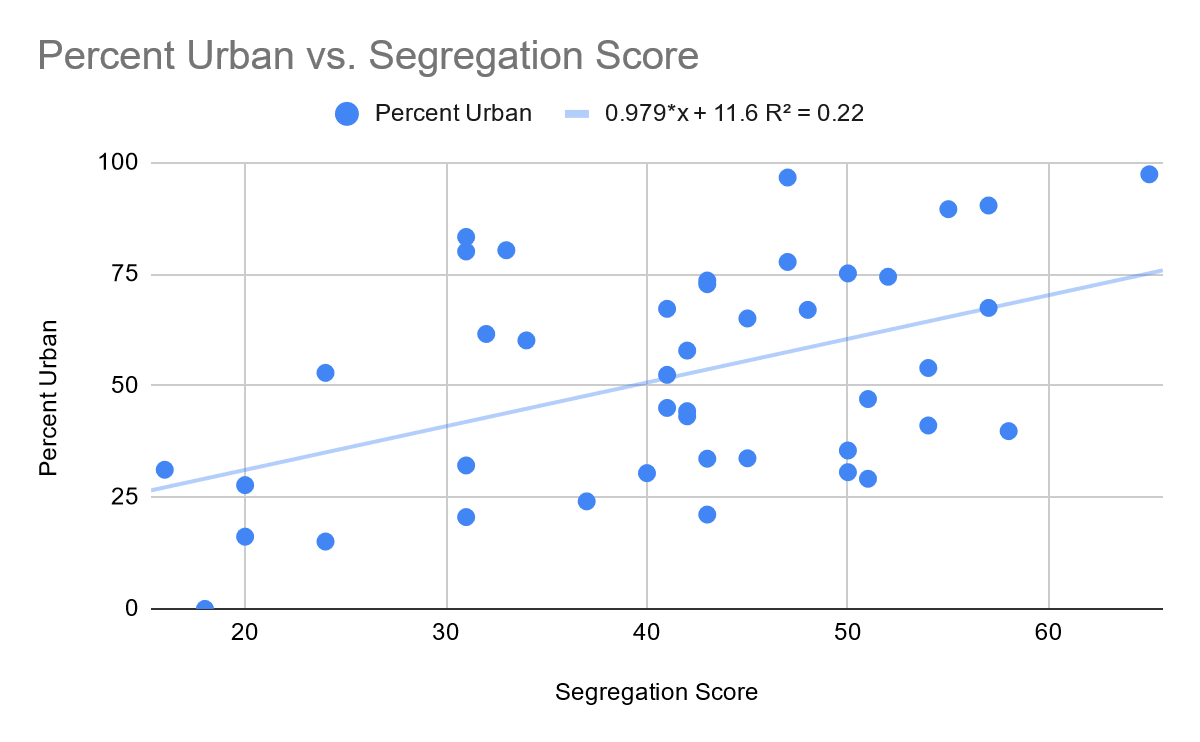 Percent Urban vs. Segregation Score
Percent Urban 0.979*x + 11.6 R² = 0.22
100
75
50
25
0
Percent Urban
20 30 40 50 60
Segregation Score